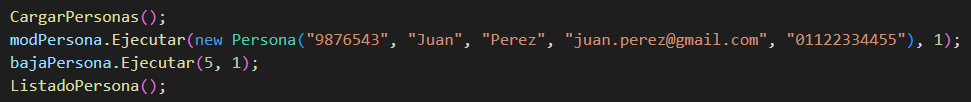 CargarPersonas();
modPersona.Ejecutar(new Persona("9876543", "Juan", "Perez", "juan.perez@gmail.com", "01122334455"), 1);
bajaPersona.Ejecutar(5, 1);
ListadoPersona();